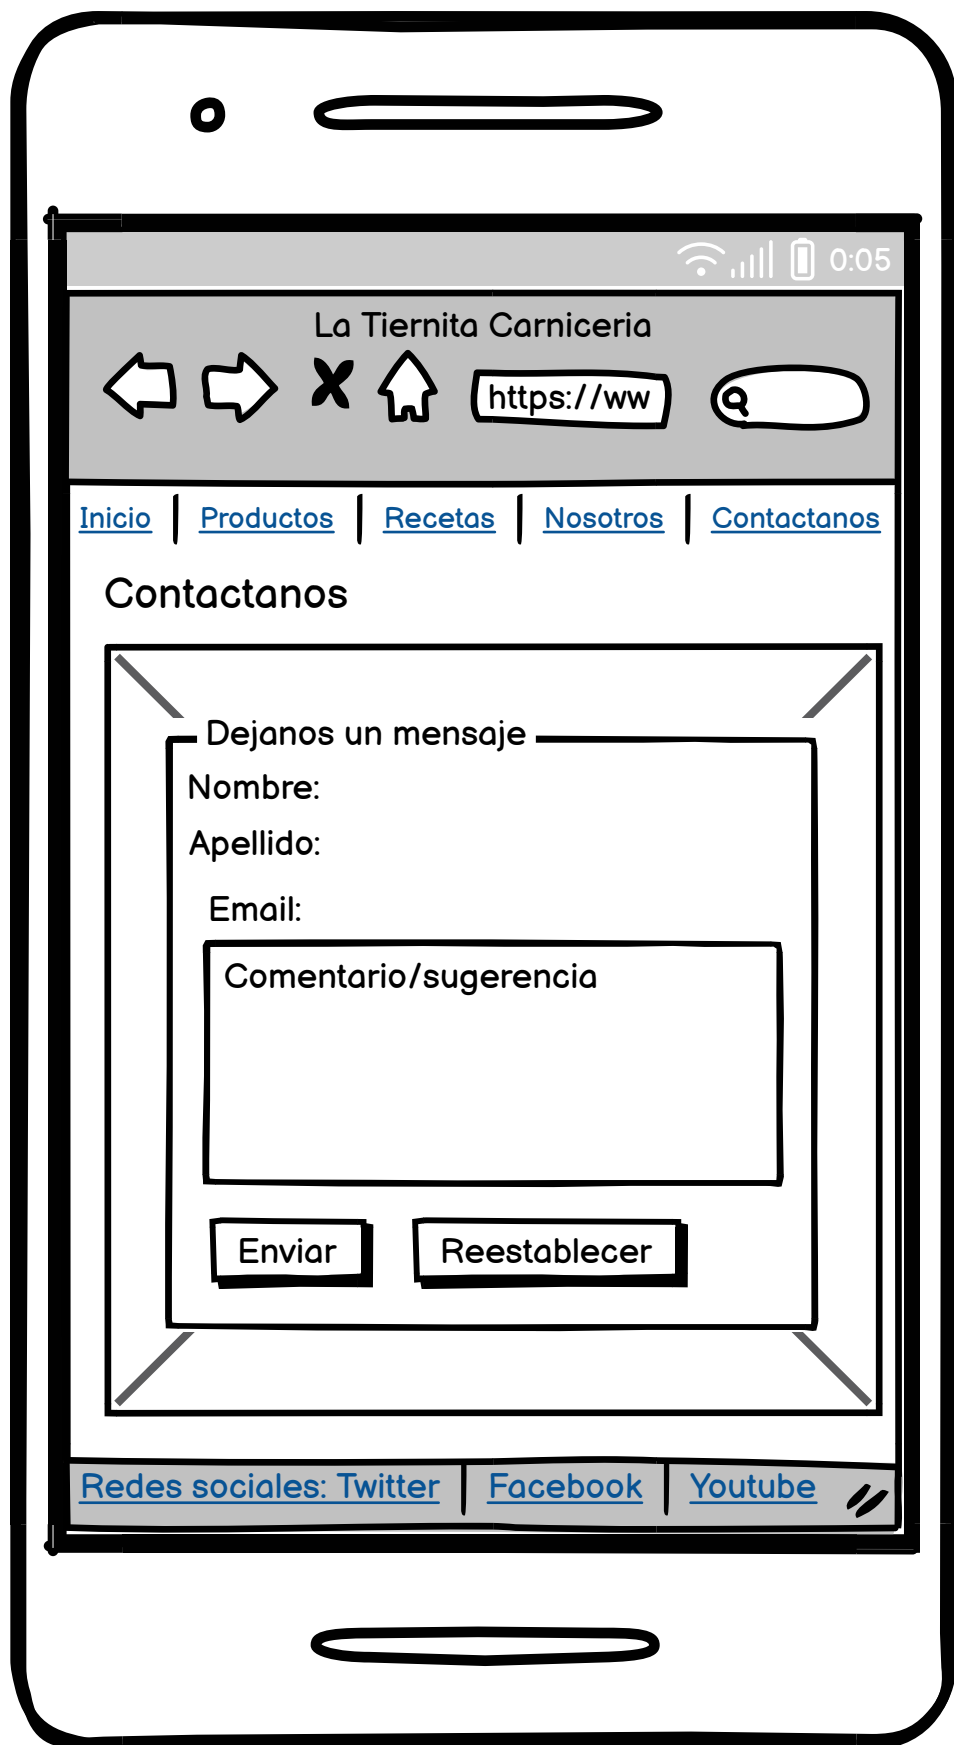 0:05
La Tiernita Carniceria
https://ww
Inicio Productos Recetas Nosotros Contactanos
Contactanos
Dejanos un mensaje
Nombre:
Apellido:
Email:
Comentario/sugerencia
Enviar Reestablecer
Redes sociales: Twitter Facebook Youtube